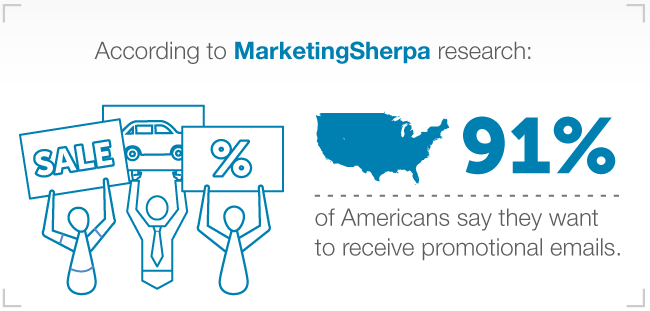 According to MarketingSherpa research:
SALE
%
91%
of Americans say they want
to receive promotional emails.